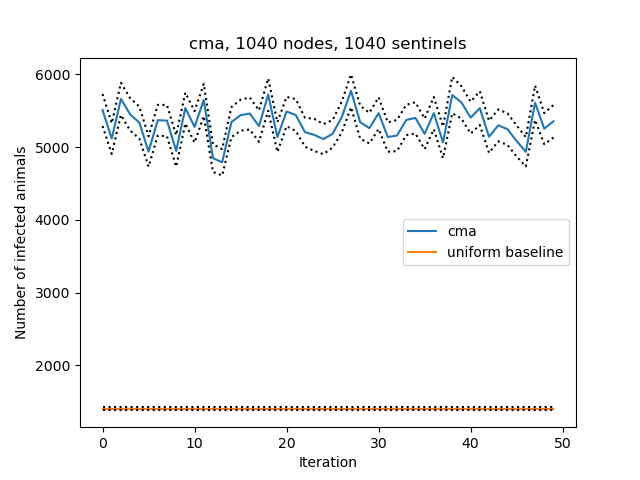 cma, 1040 nodes, 1040 sentinels
6000
5000
4000
3000
2000
Number of infected animals
cma
uniform baseline
0 10 20 30 40 50
Iteration